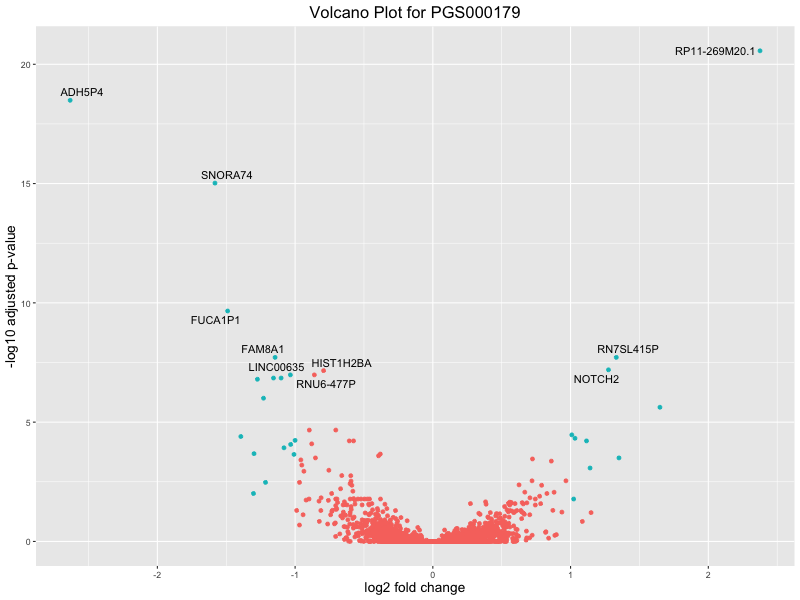 Volcano Plot for PGS000179
RP11-269M20.1
ADH5P4
SNORA74
FUCA1P1
FAM8A1
RN7SL415P
LINC00635
HIST1H2BA
RNU6-477P
NOTCH2
20
15
10
5
0
-log10 adjusted p-value
-2
-1
0
1
2
log2 fold change